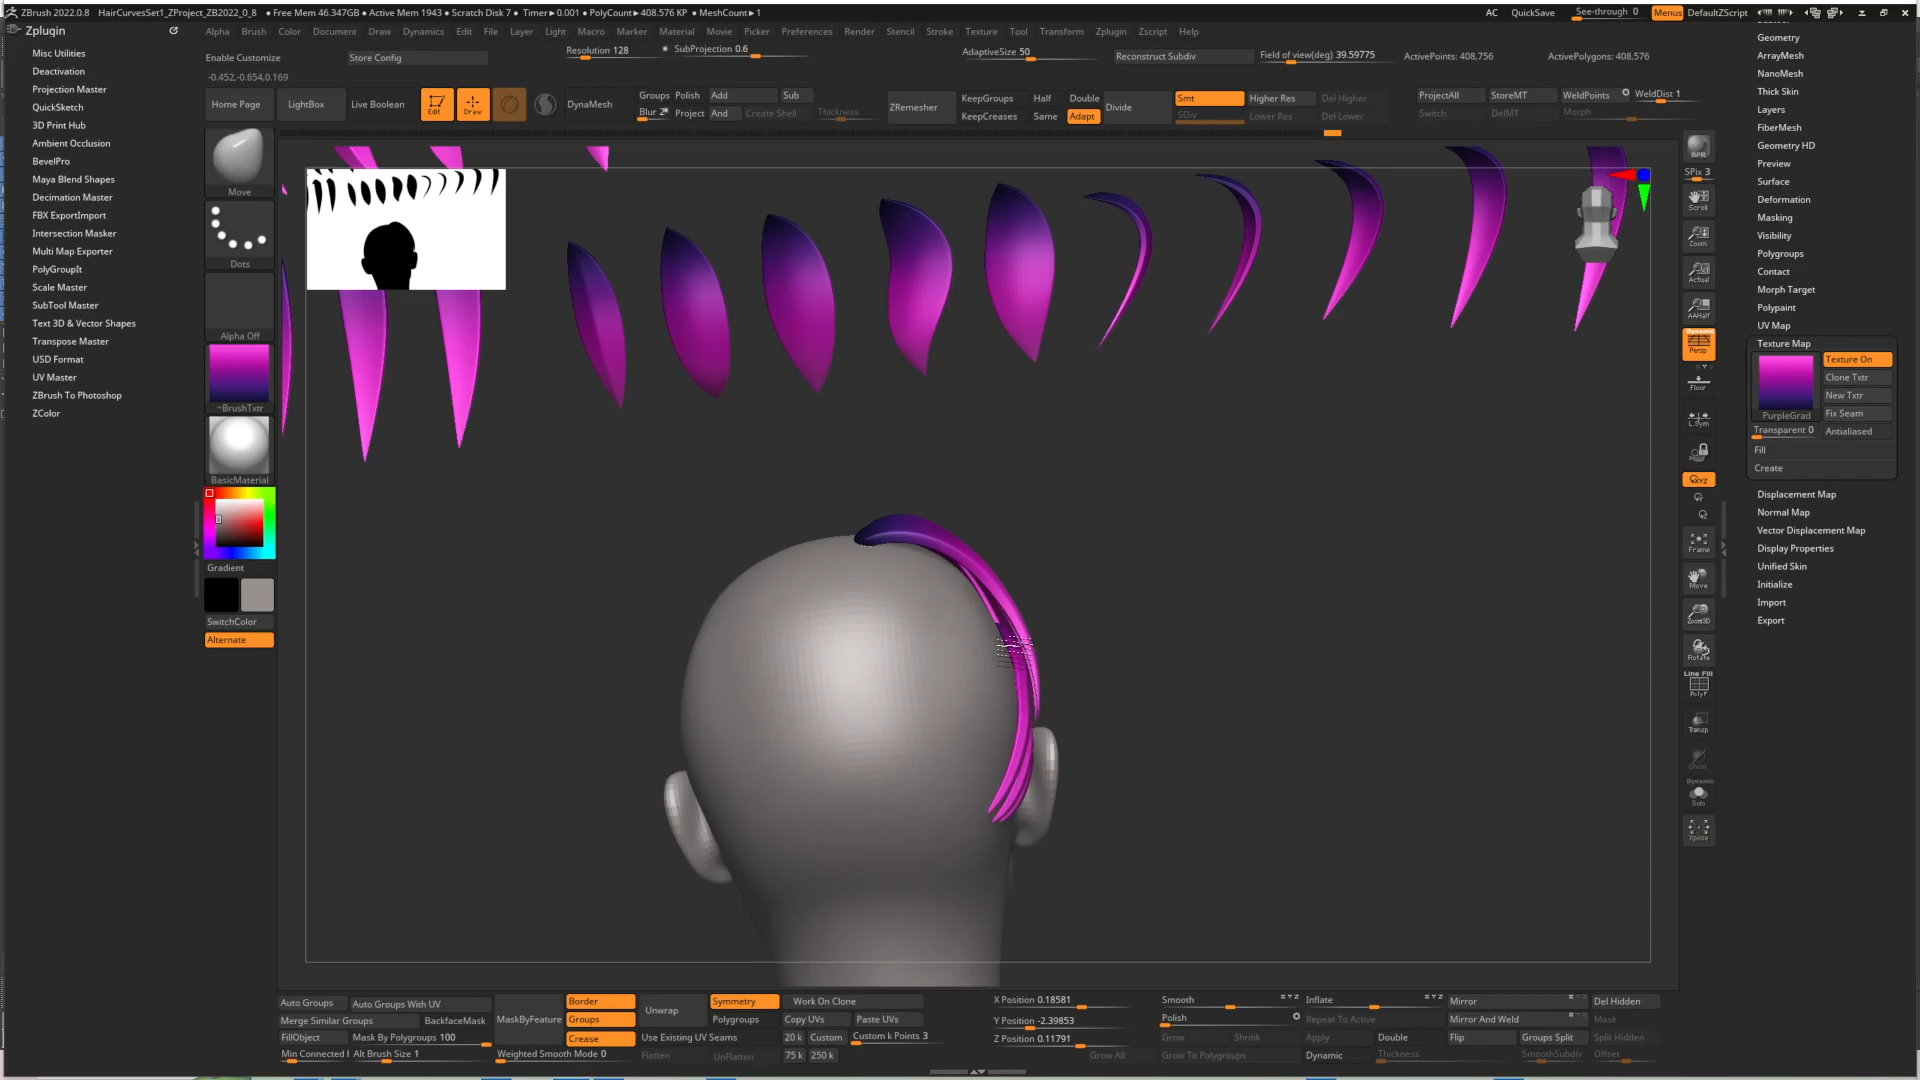 ZBrush 2022.0.8 HairCurvesSet1_ZProject_ZB2022_0_8 • Free Mem 46.347GB • Active Mem 1943 • Scratch Disk 7 • Timer▸0.001 • PolyCount▸408.576 KP • MeshCount▸1 AC QuickSave See-through 0 Menus DefaultZScript
Zplugin Alpha Brush Color Document Draw Dynamics Edit File Layer Light Macro Marker Material Movie Picker Preferences Render Stencil Stroke Texture Tool Transform Zplugin Zscript Help
Misc Utilities
Deactivation
Projection Master
QuickSketch
3D Print Hub
Ambient Occlusion
BevelPro
Maya Blend Shapes
Decimation Master
FBX ExportImport
Intersection Masker
Multi Map Exporter
PolyGroupIt
Scale Master
SubTool Master
Text 3D & Vector Shapes
Transpose Master
USD Format
UV Master
ZBrush To Photoshop
ZColor
Enable Customize Store Config Resolution 128 SubProjection 0.6 AdaptiveSize 50 Reconstruct Subdiv Field of view(deg) 39.59775 ActivePoints: 408,756 ActivePolygons: 408,576
-0.452,-0.654,0.169
Home Page LightBox Live Boolean Edit Draw DynaMesh
Groups Polish Add Sub
Blur 2 Project And Create Shell Thickness
ZRemesher KeepGroups Half Double
KeepCreases Same Adapt
Divide Smt Higher Res Del Higher
SDiv Lower Res Del Lower
ProjectAll StoreMT WeldPoints WeldDist 1
Switch DelMT Morph
Move
Dots
Alpha Off
~BrushTxtr
BasicMaterial
Gradient
SwitchColor
Alternate
BPR
SPix 3
Scroll
Zoom
Actual
AAHalf
Dynamic
Persp
Floor
L.Sym
XYZ
Frame
Move
Zoom3D
Rotate
Line Fill
PolyF
Transp
Ghost
Dynamic
Solo
Xpose
Geometry
ArrayMesh
NanoMesh
Thick Skin
Layers
FiberMesh
Geometry HD
Preview
Surface
Deformation
Masking
Visibility
Polygroups
Contact
Morph Target
Polypaint
UV Map
Texture Map
Texture On
Clone Txtr
New Txtr
PurpleGrad Fix Seam
Transparent 0 Antialiased
Fill
Create
Displacement Map
Normal Map
Vector Displacement Map
Display Properties
Unified Skin
Initialize
Import
Export
Auto Groups Auto Groups With UV
Merge Similar Groups BackfaceMask
FillObject Mask By Polygroups 100
Min Connected Alt Brush Size 1
MaskByFeature Border
Groups
Crease
Weighted Smooth Mode 0
Unwrap Symmetry Work On Clone
Polygroups Copy UVs Paste UVs
Use Existing UV Seams 20 k Custom Custom k Points 3
Flatten UnFlatten 75 k 250 k
X Position 0.18581
Y Position -2.39853
Z Position 0.11791
Grow All
Smooth Inflate Mirror Del Hidden
Polish Repeat To Active Mirror And Weld Mask
Grow Shrink Apply Double Flip Groups Split Split Hidden
Grow To Polygroups Dynamic Thickness SmoothSubdiv Offset